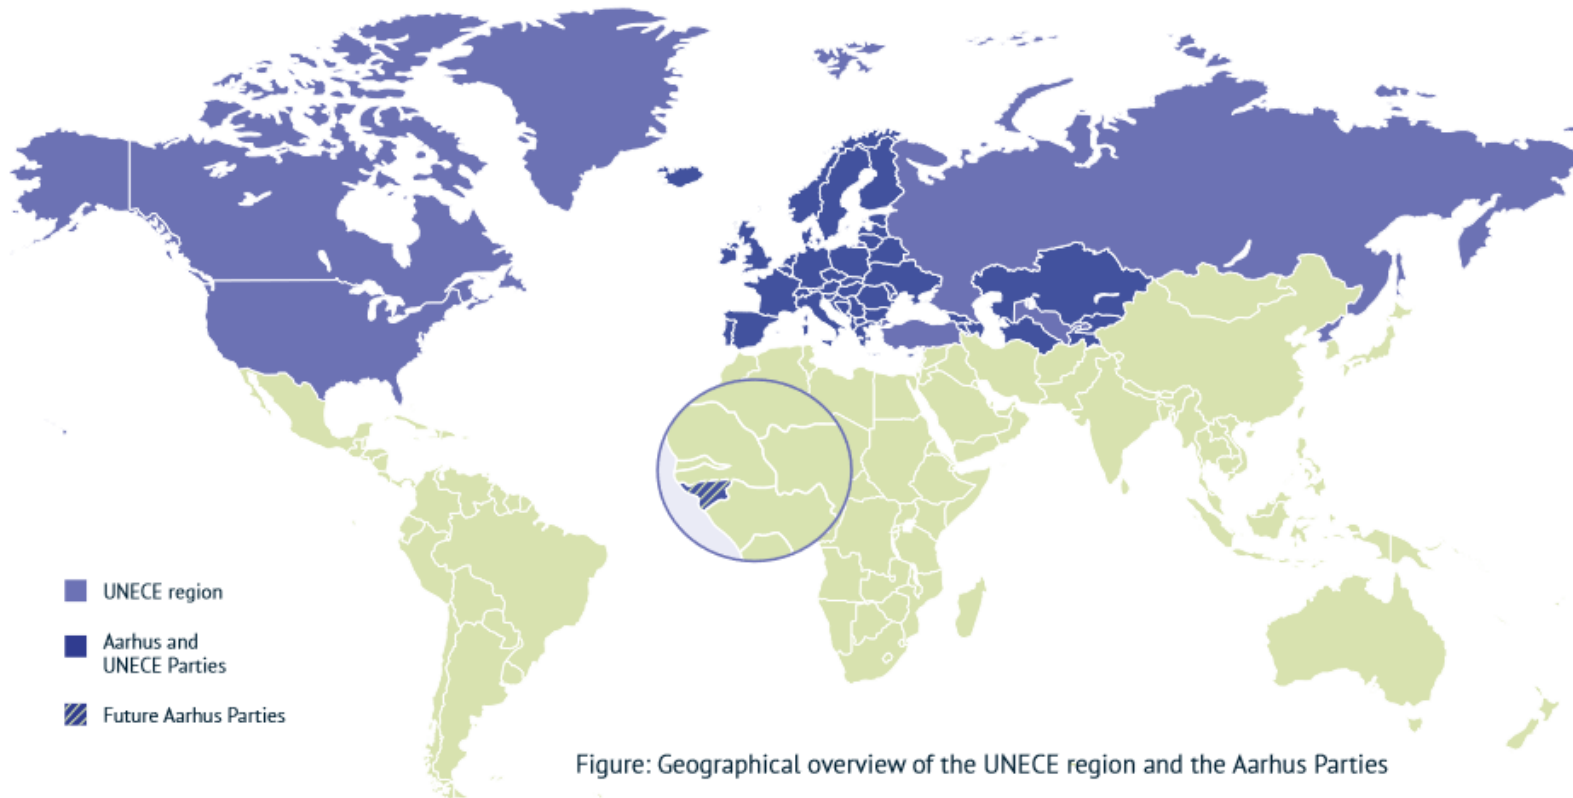 UNECE region
Aarhus and
UNECE Parties
Future Aarhus Parties
Figure: Geographical overview of the UNECE region and the Aarhus Parties